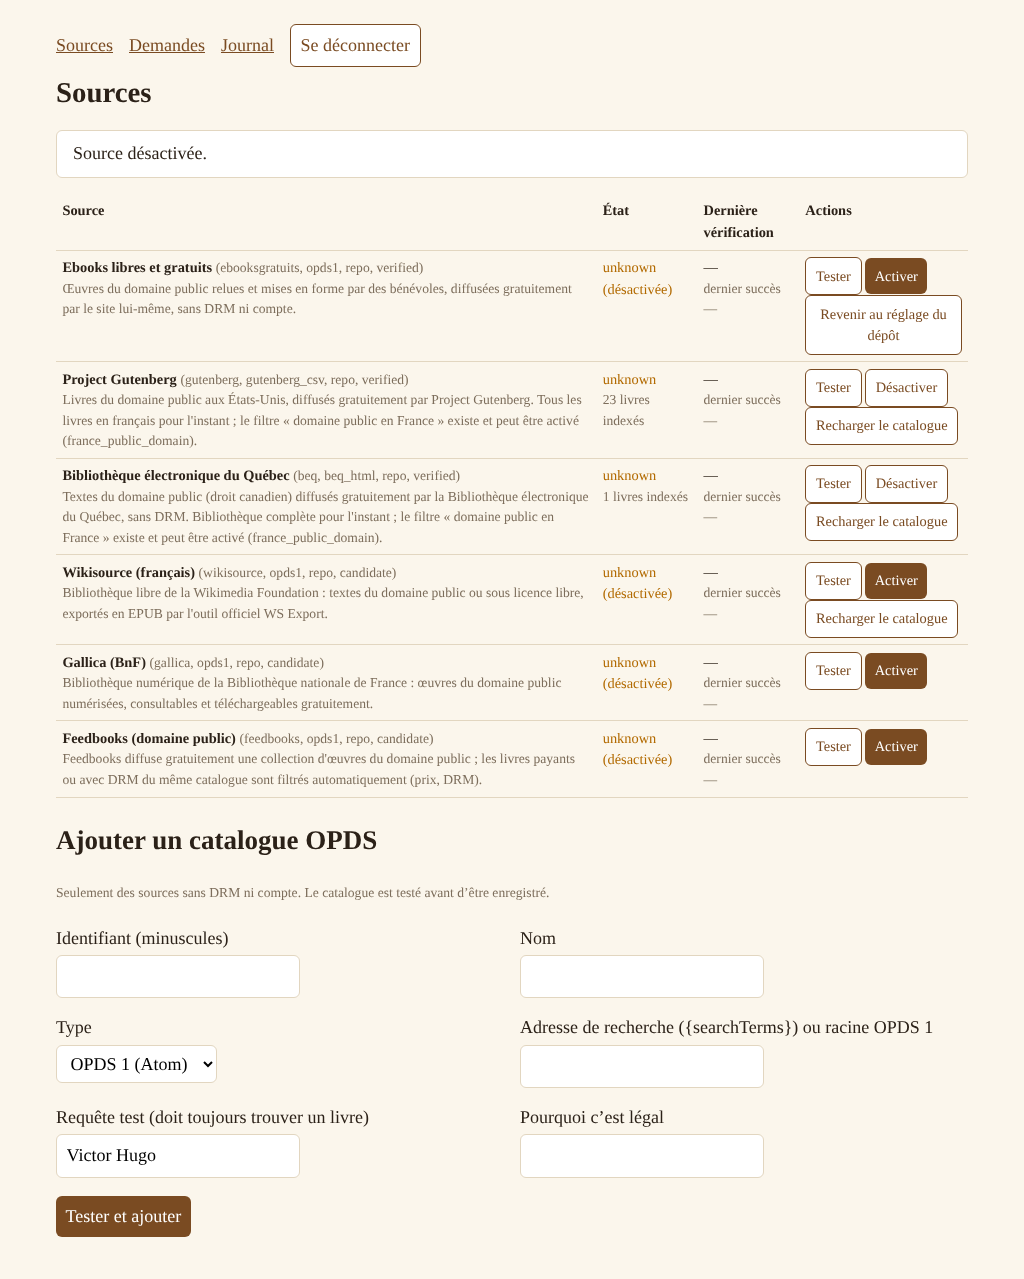 Sources Demandes Journal Se déconnecter
Sources
Source désactivée.
Source État Dernière vérification Actions
Ebooks libres et gratuits (ebooksgratuits, opds1, repo, verified)
Œuvres du domaine public relues et mises en forme par des bénévoles, diffusées gratuitement
par le site lui-même, sans DRM ni compte.
unknown
(désactivée)
—
dernier succès
—
Tester Activer
Revenir au réglage du
dépôt
Project Gutenberg (gutenberg, gutenberg_csv, repo, verified)
Livres du domaine public aux États-Unis, diffusés gratuitement par Project Gutenberg. Tous les
livres en français pour l'instant ; le filtre « domaine public en France » existe et peut être activé
(france_public_domain).
unknown
23 livres
indexés
—
dernier succès
—
Tester Désactiver
Recharger le catalogue
Bibliothèque électronique du Québec (beq, beq_html, repo, verified)
Textes du domaine public (droit canadien) diffusés gratuitement par la Bibliothèque électronique
du Québec, sans DRM. Bibliothèque complète pour l'instant ; le filtre « domaine public en
France » existe et peut être activé (france_public_domain).
unknown
1 livres indexés
—
dernier succès
—
Tester Désactiver
Recharger le catalogue
Wikisource (français) (wikisource, opds1, repo, candidate)
Bibliothèque libre de la Wikimedia Foundation : textes du domaine public ou sous licence libre,
exportés en EPUB par l'outil officiel WS Export.
unknown
(désactivée)
—
dernier succès
—
Tester Activer
Recharger le catalogue
Gallica (BnF) (gallica, opds1, repo, candidate)
Bibliothèque numérique de la Bibliothèque nationale de France : œuvres du domaine public
numérisées, consultables et téléchargeables gratuitement.
unknown
(désactivée)
—
dernier succès
—
Tester Activer
Feedbooks (domaine public) (feedbooks, opds1, repo, candidate)
Feedbooks diffuse gratuitement une collection d'œuvres du domaine public ; les livres payants
ou avec DRM du même catalogue sont filtrés automatiquement (prix, DRM).
unknown
(désactivée)
—
dernier succès
—
Tester Activer
Ajouter un catalogue OPDS
Seulement des sources sans DRM ni compte. Le catalogue est testé avant d’être enregistré.
Identifiant (minuscules)
Nom
Type
OPDS 1 (Atom)
Adresse de recherche ({searchTerms}) ou racine OPDS 1
Requête test (doit toujours trouver un livre)
Victor Hugo
Pourquoi c’est légal
Tester et ajouter